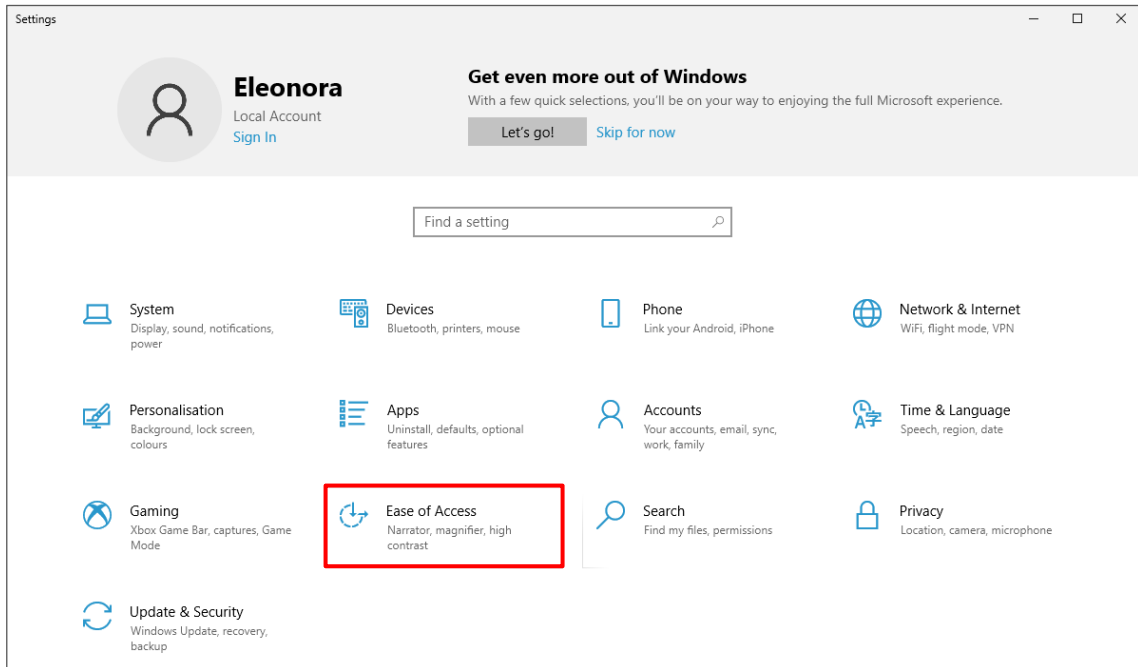 Settings
Eleonora
Local Account
Sign In
Get even more out of Windows
With a few quick selections, you'll be on your way to enjoying the full Microsoft experience.
Let's go! Skip for now
Find a setting
System
Display, sound, notifications,
power
Devices
Bluetooth, printers, mouse
Phone
Link your Android, iPhone
Network & Internet
WiFi, flight mode, VPN
Personalisation
Background, lock screen,
colours
Apps
Uninstall, defaults, optional
features
Accounts
Your accounts, email, sync,
work, family
Time & Language
Speech, region, date
Gaming
Xbox Game Bar, captures, Game
Mode
Ease of Access
Narrator, magnifier, high
contrast
Search
Find my files, permissions
Privacy
Location, camera, microphone
Update & Security
Windows Update, recovery,
backup